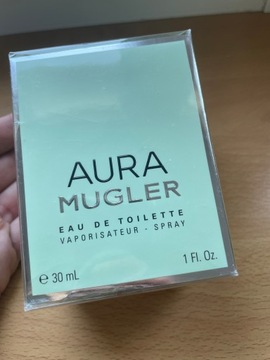 AURA
MUGLER
EAU DE TOILETTE
VAPORISATEUR - SPRAY
℮ 30 mL
1 Fl. Oz.